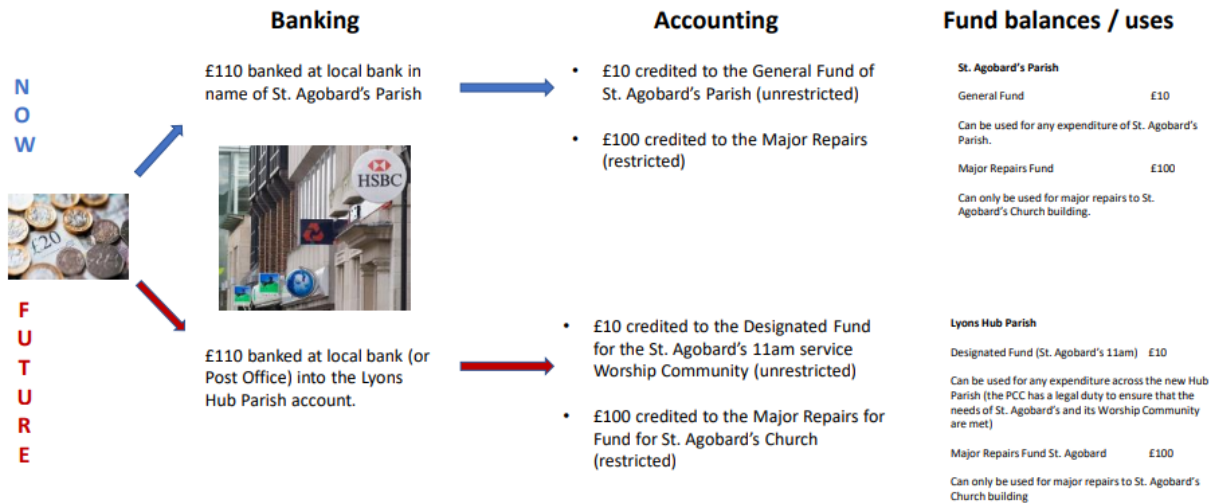 Banking
Accounting
Fund balances / uses
N
O
W
£110 banked at local bank in
name of St. Agobard's Parish
• £10 credited to the General Fund of
St. Agobard's Parish (unrestricted)
• £100 credited to the Major Repairs
(restricted)
St. Agobard's Parish
General Fund £10
Can be used for any expenditure of St. Agobard's
Parish.
Major Repairs Fund £100
Can only be used for major repairs to St.
Agobard's Church building.
HSBC
£20
F
U
T
U
R
E
£110 banked at local bank (or
Post Office) into the Lyons
Hub Parish account.
• £10 credited to the Designated Fund
for the St. Agobard's 11am service
Worship Community (unrestricted)
• £100 credited to the Major Repairs for
Fund for St. Agobard's Church
(restricted)
Lyons Hub Parish
Designated Fund (St. Agobard's 11am) £10
Can be used for any expenditure across the new Hub
Parish (the PCC has a legal duty to ensure that the
needs of St. Agobard's and its Worship Community
are met)
Major Repairs Fund St. Agobard £100
Can only be used for major repairs to St. Agobard's
Church building